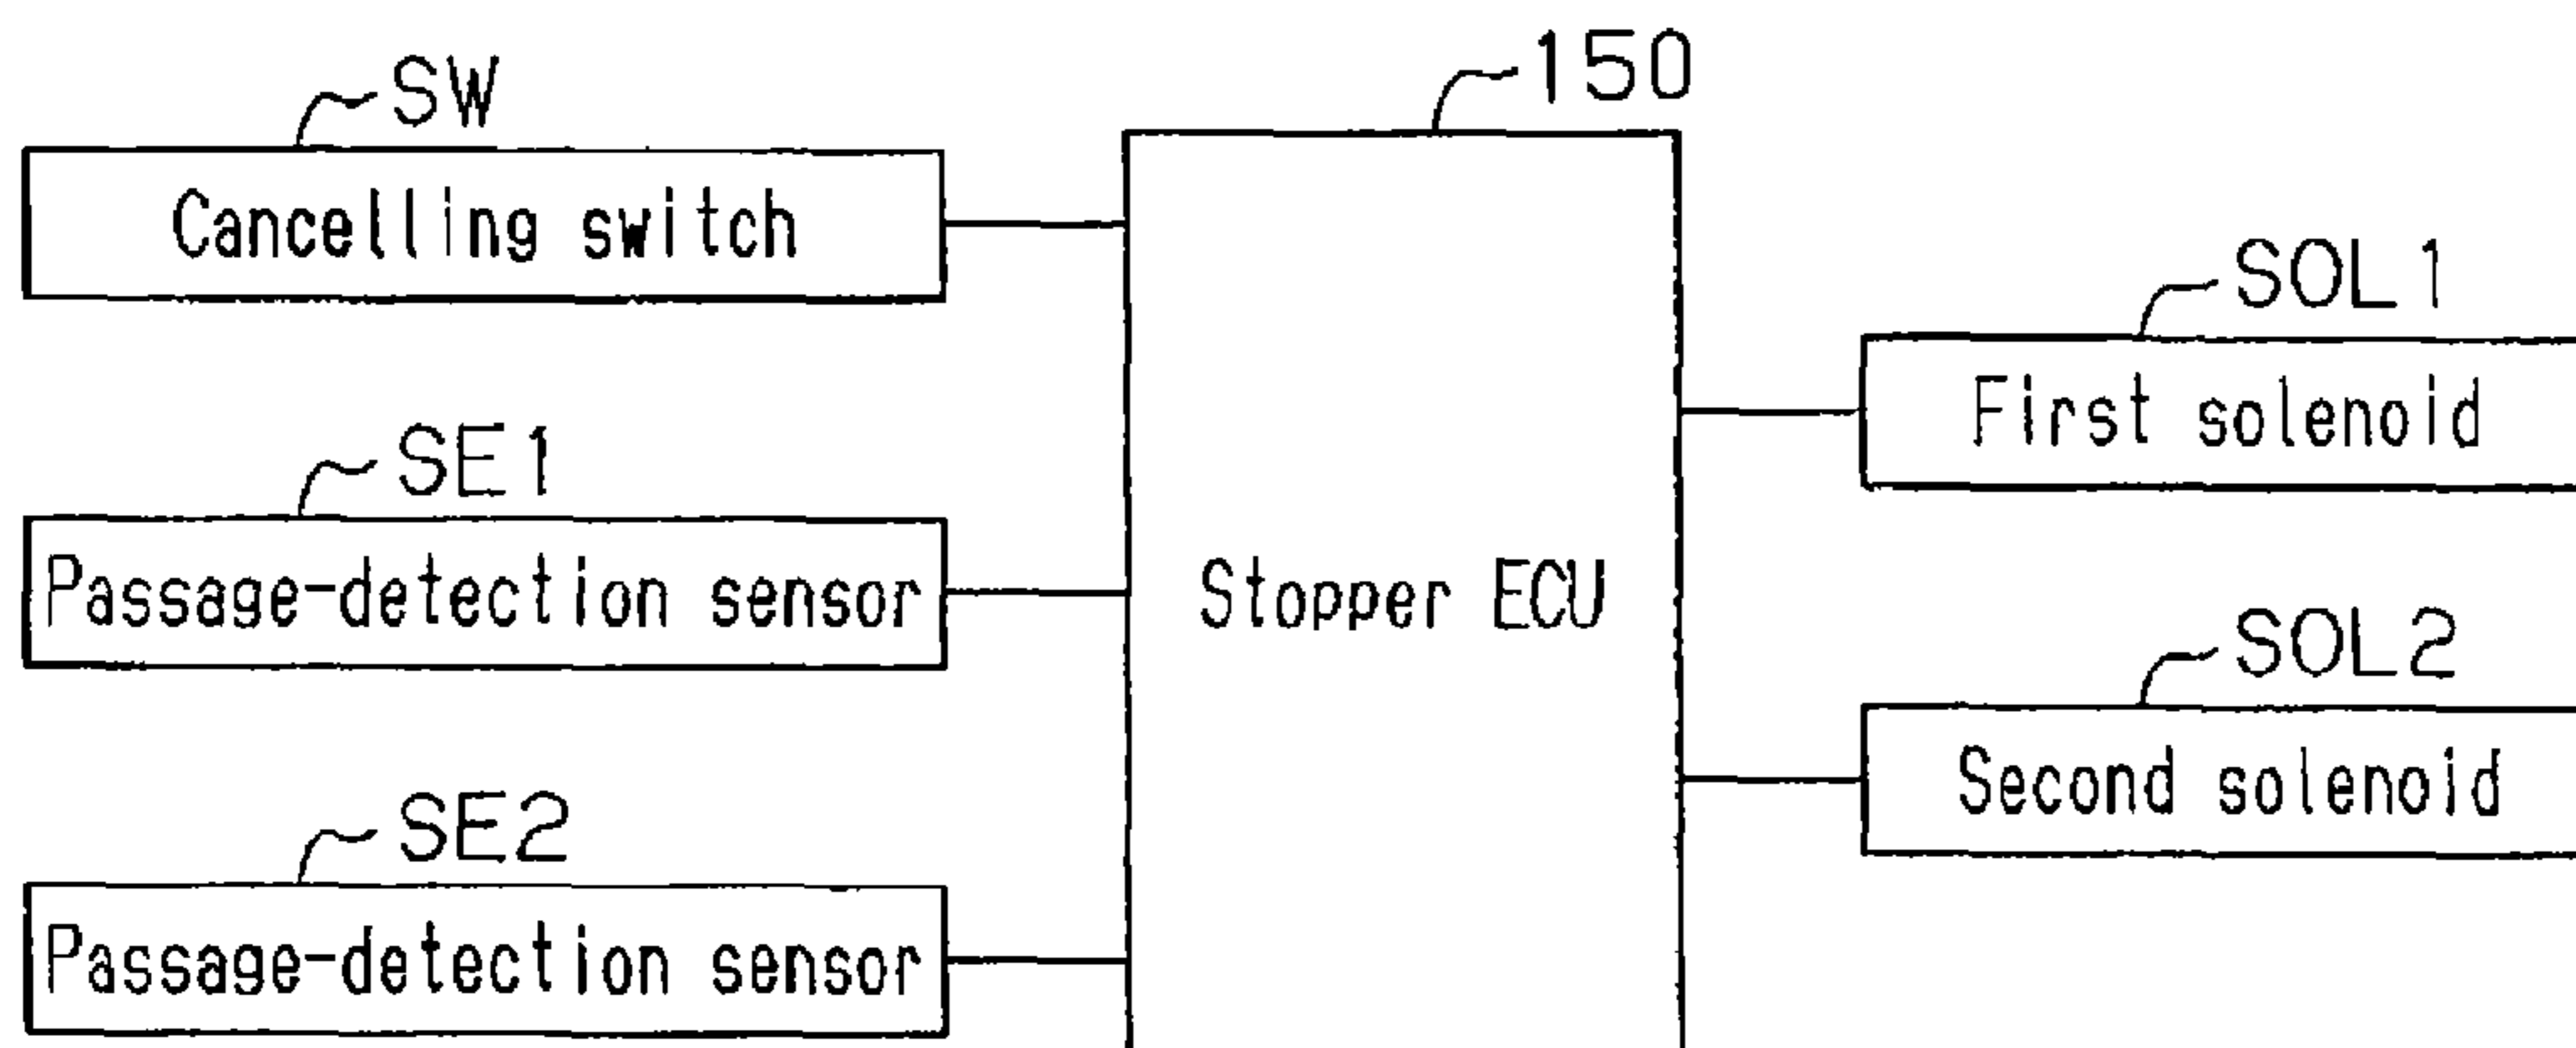 SW
Cancelling switch
SE1
Passage-detection sensor
SE2
Passage-detection sensor
150
Stopper ECU
SOL1
First solenoid
SOL2
Second solenoid